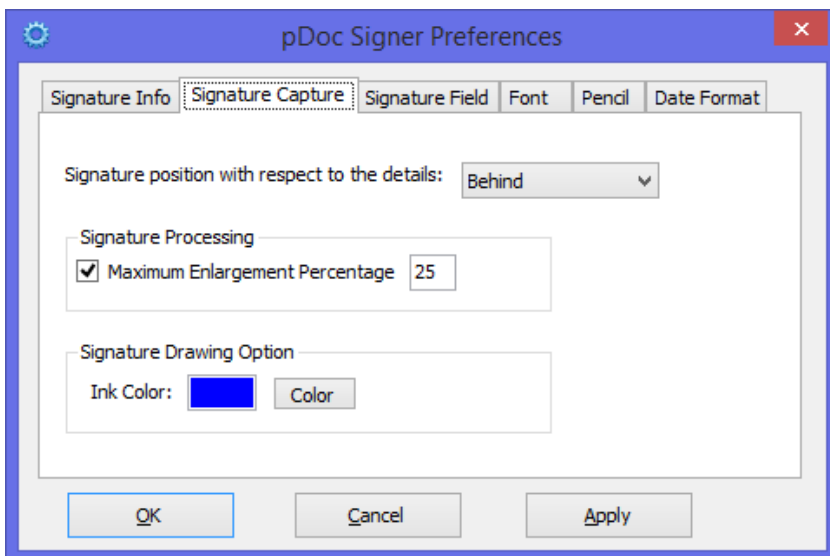 pDoc Signer Preferences
Signature Info Signature Capture Signature Field Font Pencil Date Format
Signature position with respect to the details: Behind
Signature Processing
Maximum Enlargement Percentage 25
Signature Drawing Option
Ink Color: Color
OK Cancel Apply